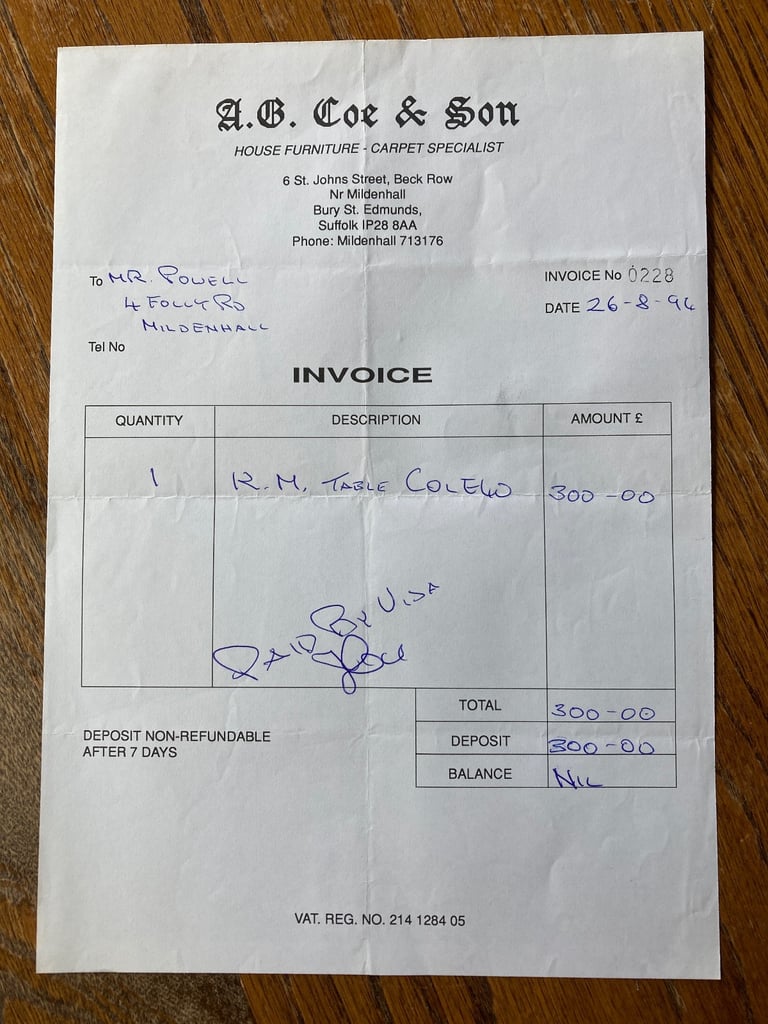 A.G. Coe & Son
HOUSE FURNITURE - CARPET SPECIALIST
6 St. Johns Street, Beck Row
Nr Mildenhall
Bury St. Edmunds,
Suffolk IP28 8AA
Phone: Mildenhall 713176
To MR. POWELL
4 FOLLY RD
MILDENHALL
Tel No
INVOICE No 0228
DATE 26-8-94
INVOICE
QUANTITY DESCRIPTION AMOUNT £
1 R.M. TABLE COLE40 300-00
PAID BY VISA
TOTAL 300-00
DEPOSIT 300-00
BALANCE NIL
DEPOSIT NON-REFUNDABLE
AFTER 7 DAYS
VAT. REG. NO. 214 1284 05